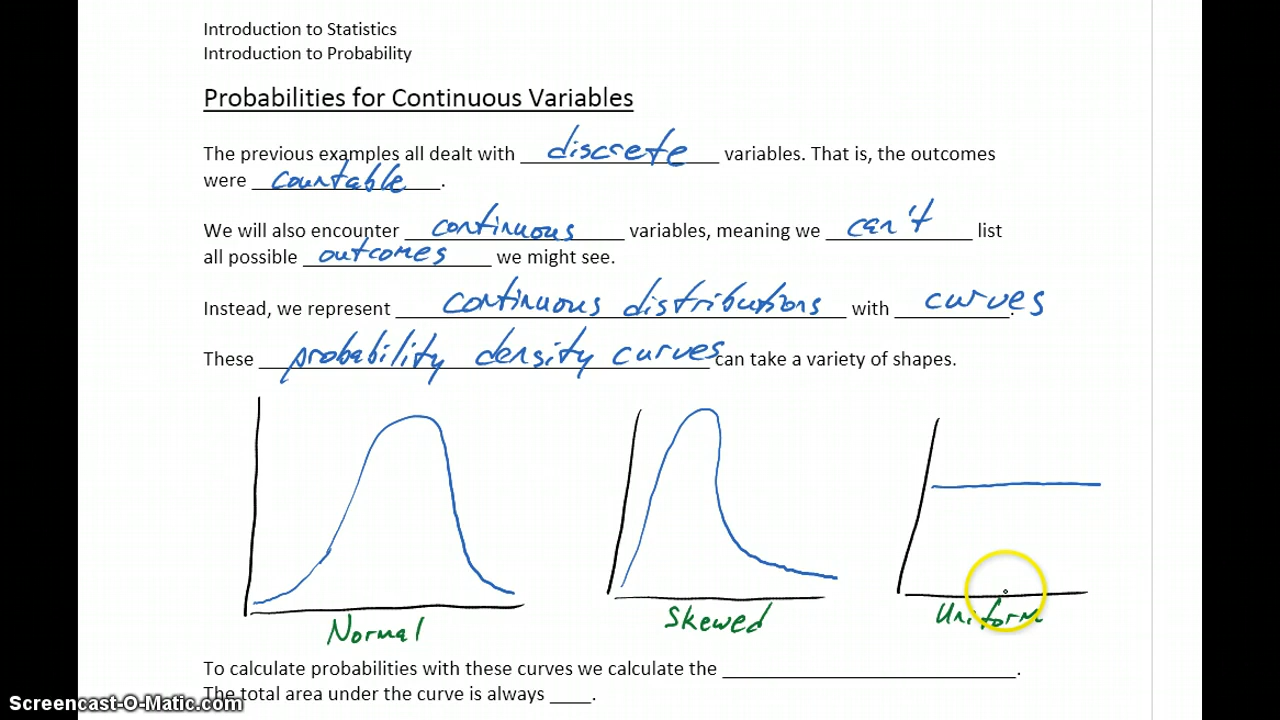 Introduction to Statistics
Introduction to Probability
Probabilities for Continuous Variables
The previous examples all dealt with discrete variables. That is, the outcomes
were countable.
We will also encounter continuous variables, meaning we can't list
all possible outcomes we might see.
Instead, we represent continuous distributions with curves.
These probability density curves can take a variety of shapes.
Normal Skewed Uniform
To calculate probabilities with these curves we calculate the ____________________.
The total area under the curve is always ____.
Screencast-O-Matic.com